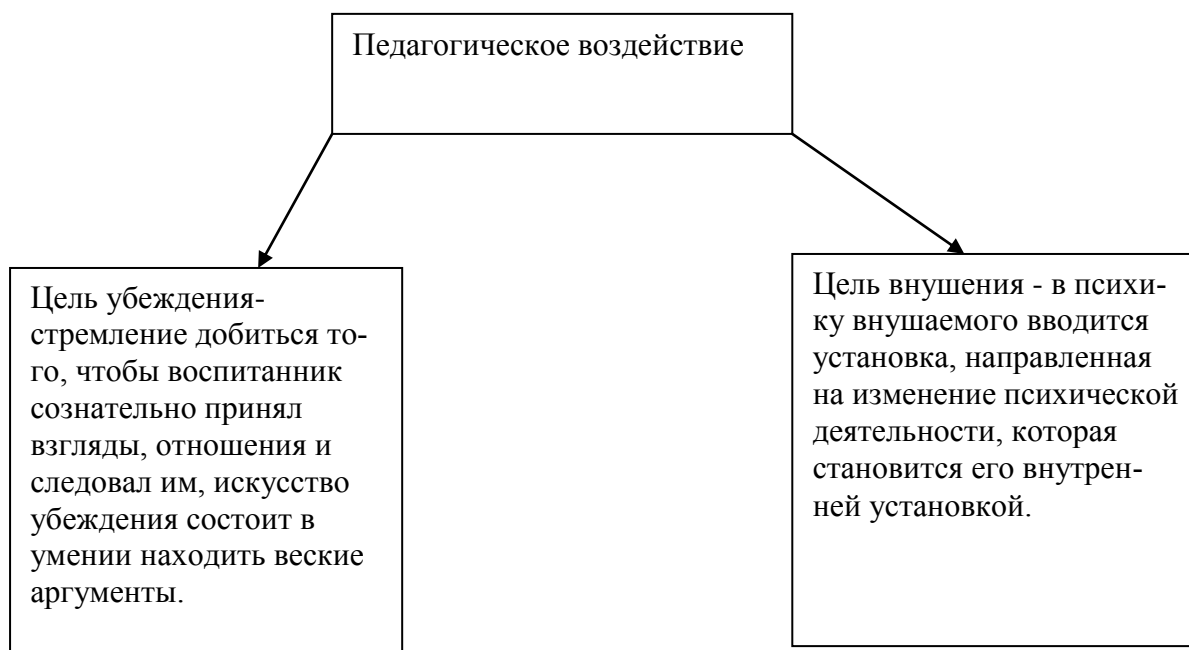 Педагогическое воздействие
Цель убеждения-
стремление добиться то-
го, чтобы воспитанник
сознательно принял
взгляды, отношения и
следовал им, искусство
убеждения состоит в
умении находить веские
аргументы.
Цель внушения - в психи-
ку внушаемого вводится
установка, направленная
на изменение психической
деятельности, которая
становится его внутрен-
ней установкой.